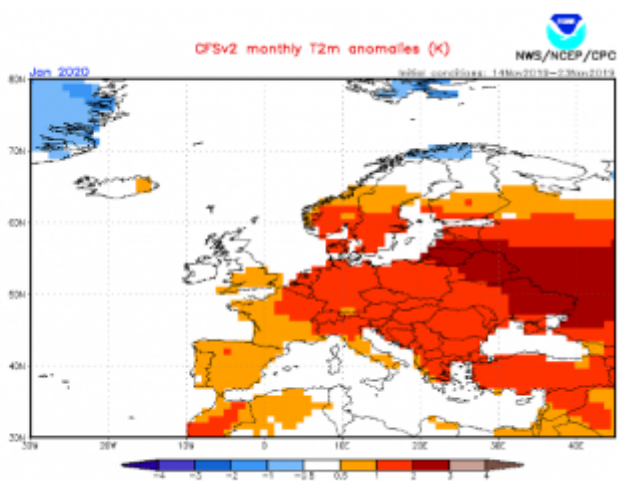 CFSv2 monthly T2m anomalies (K)
NWS/NCEP/CPC
Jan 2020
Initial conditions: 14Nov2019-23Nov2019
80N
70N
60N
50N
40N
30N
30W 20W 10W 0 10E 20E 30E 40E
-4 -3 -2 -1 -0.5 0.5 1 2 3 4